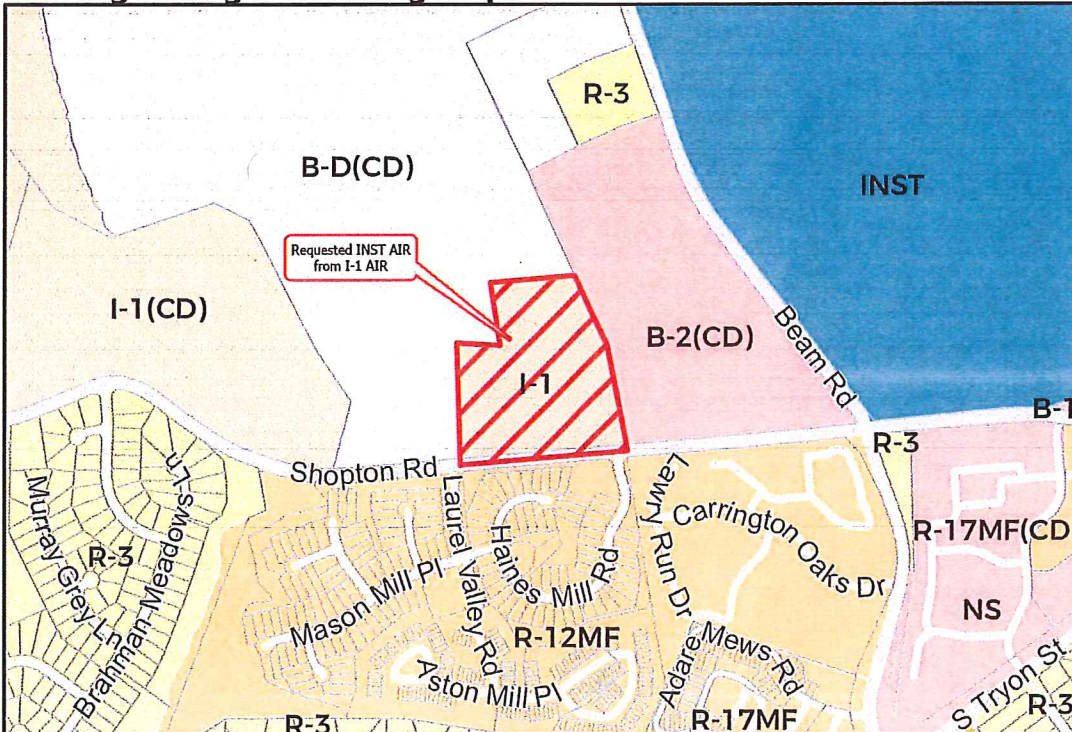 R-3
B-D(CD)
INST
Requested INST AIR
from I-1 AIR
I-1(CD)
B-2(CD)
Beam Rd
I-1
B-1
R-3
Shopton Rd
Murray Grey Ln
R-3
Brahman Meadows Ln
Laurel Valley Rd
Haines Mill Rd
Mason Mill Pl
Lawry Run Dr
Carrington Oaks Dr
R-17MF(CD
NS
R-12MF
Aston Mill Pl
Adare Mews Rd
R-17MF
S Tryon St
R-3
R-3